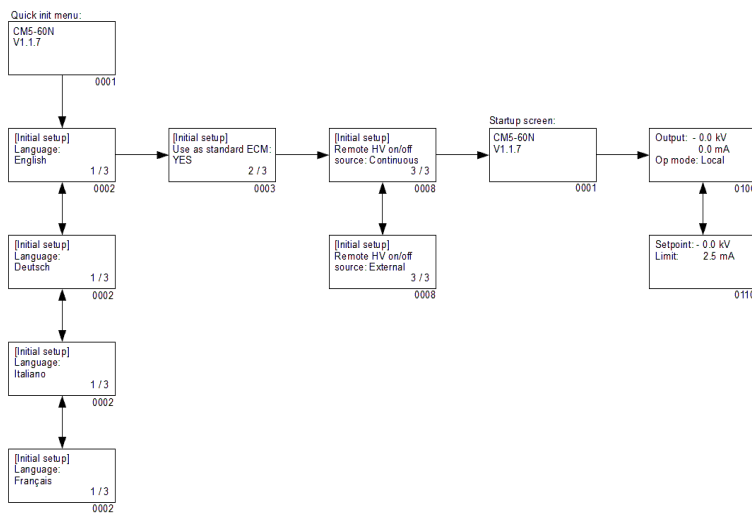 Quick init menu:
CM5-60N
V1.1.7
0001
[Initial setup]
Language:
English
1 / 3
0002
[Initial setup]
Use as standard ECM:
YES
2 / 3
0003
[Initial setup]
Remote HV on/off
source: Continuous
3 / 3
0008
Startup screen:
CM5-60N
V1.1.7
0001
Output: - 0.0 kV
0.0 mA
Op mode: Local
0100
[Initial setup]
Language:
Deutsch
1 / 3
0002
[Initial setup]
Remote HV on/off
source: External
3 / 3
0008
Setpoint: - 0.0 kV
Limit: 2.5 mA
0110
[Initial setup]
Language:
Italiano
1 / 3
0002
[Initial setup]
Language:
Français
1 / 3
0002